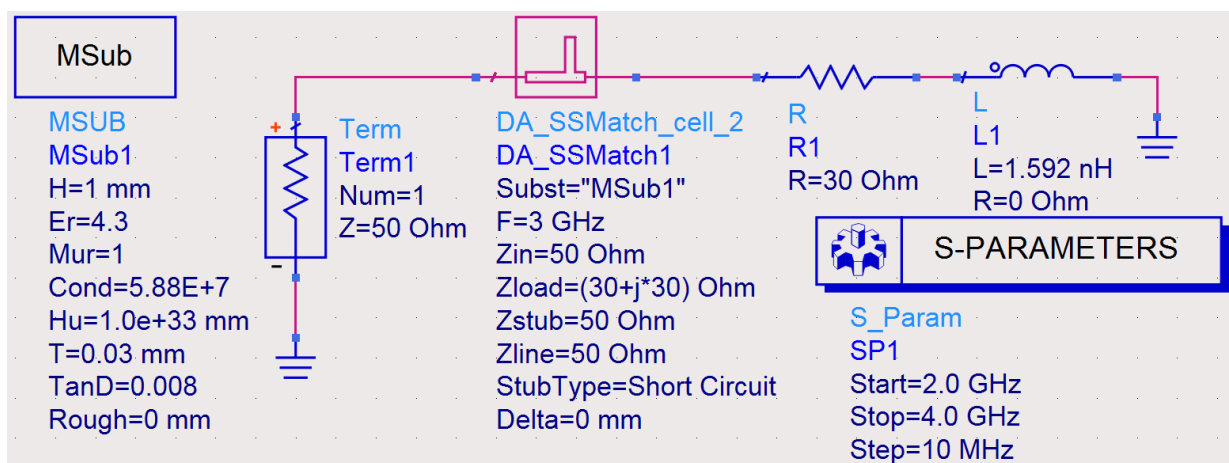 MSub
MSUB
MSub1
H=1 mm
Er=4.3
Mur=1
Cond=5.88E+7
Hu=1.0e+33 mm
T=0.03 mm
TanD=0.008
Rough=0 mm
+
-
Term
Term1
Num=1
Z=50 Ohm
DA_SSMatch_cell_2
DA_SSMatch1
Subst="MSub1"
F=3 GHz
Zin=50 Ohm
Zload=(30+j*30) Ohm
Zstub=50 Ohm
Zline=50 Ohm
StubType=Short Circuit
Delta=0 mm
R
R1
R=30 Ohm
L
L1
L=1.592 nH
R=0 Ohm
S-PARAMETERS
S_Param
SP1
Start=2.0 GHz
Stop=4.0 GHz
Step=10 MHz